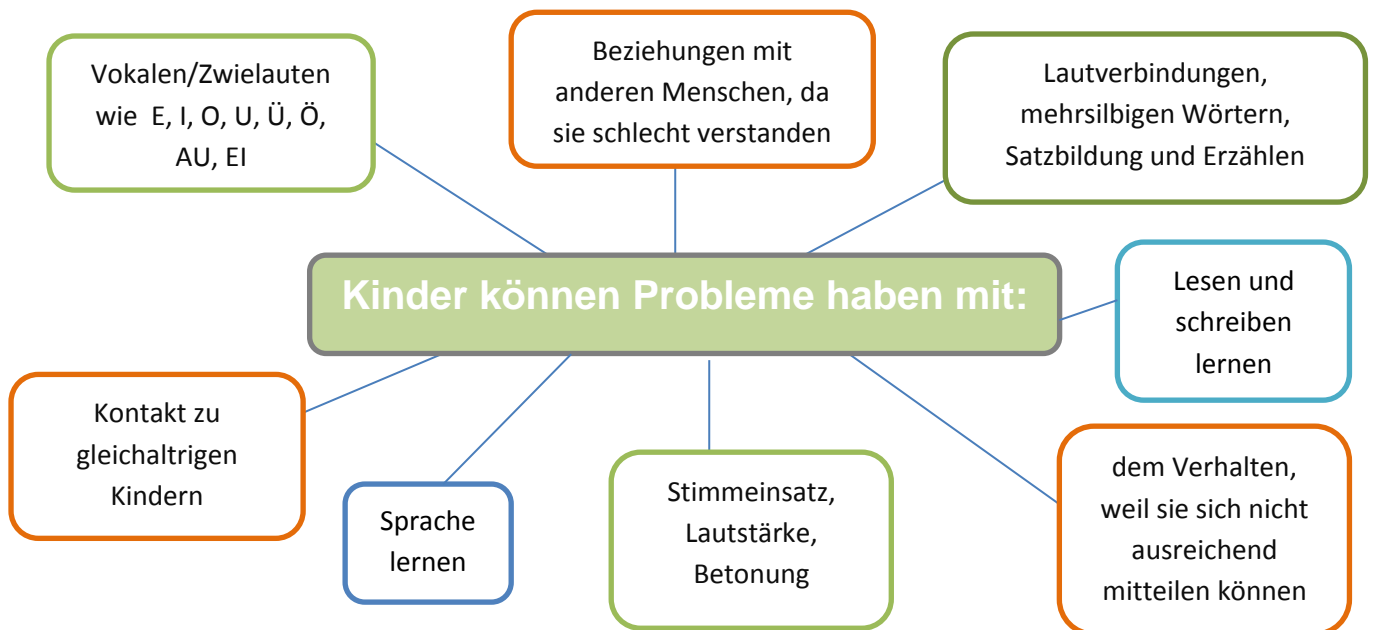 Vokalen/Zwielauten
wie E, I, O, U, Ü, Ö,
AU, EI
Beziehungen mit
anderen Menschen, da
sie schlecht verstanden
Lautverbindungen,
mehrsilbigen Wörtern,
Satzbildung und Erzählen
Kinder können Probleme haben mit:
Lesen und
schreiben
lernen
Kontakt zu
gleichaltrigen
Kindern
Sprache
lernen
Stimmeinsatz,
Lautstärke,
Betonung
dem Verhalten,
weil sie sich nicht
ausreichend
mitteilen können